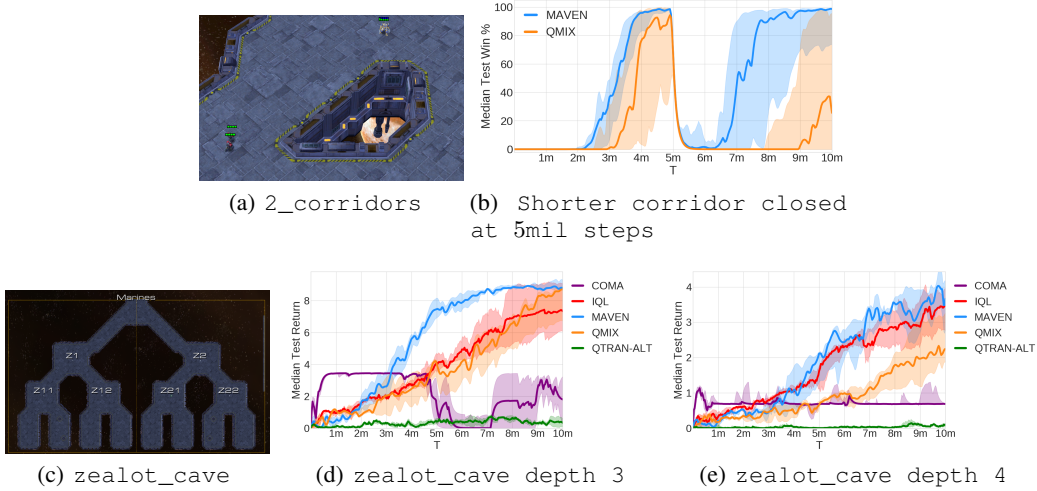 MAVEN
QMIX
Median Test Win %
100
80
60
40
20
0
1m 2m 3m 4m 5m 6m 7m 8m 9m 10m
T
(a) 2_corridors
(b) Shorter corridor closed
at 5mil steps
Marines
Z1 Z2
Z11 Z12 Z21 Z22
Median Test Return
8
6
4
2
0
1m 2m 3m 4m 5m 6m 7m 8m 9m 10m
T
COMA
IQL
MAVEN
QMIX
QTRAN-ALT
Median Test Return
4
3
2
1
0
1m 2m 3m 4m 5m 6m 7m 8m 9m 10m
T
COMA
IQL
MAVEN
QMIX
QTRAN-ALT
(c) zealot_cave
(d) zealot_cave depth 3
(e) zealot_cave depth 4